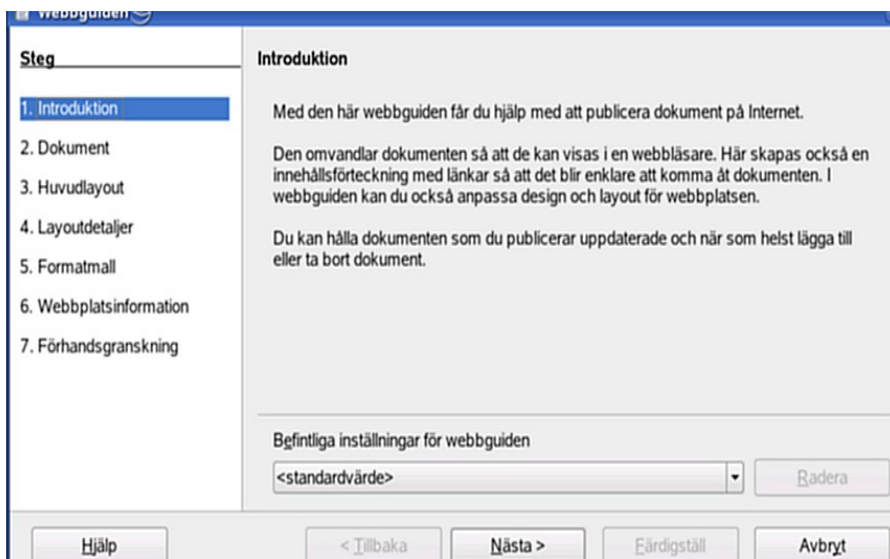 Webbguiden
Steg
1. Introduktion
2. Dokument
3. Huvudlayout
4. Layoutdetaljer
5. Formatmall
6. Webbplatsinformation
7. Förhandsgranskning
Introduktion
Med den här webbguiden får du hjälp med att publicera dokument på Internet.
Den omvandlar dokumenten så att de kan visas i en webbläsare. Här skapas också en
innehållsförteckning med länkar så att det blir enklare att komma åt dokumenten. I
webbguiden kan du också anpassa design och layout för webbplatsen.
Du kan hålla dokumenten som du publicerar uppdaterade och när som helst lägga till
eller ta bort dokument.
Befintliga inställningar för webbguiden
<standardvärde>
Radera
Hjälp
< Tillbaka
Nästa >
Färdigställ
Avbryt